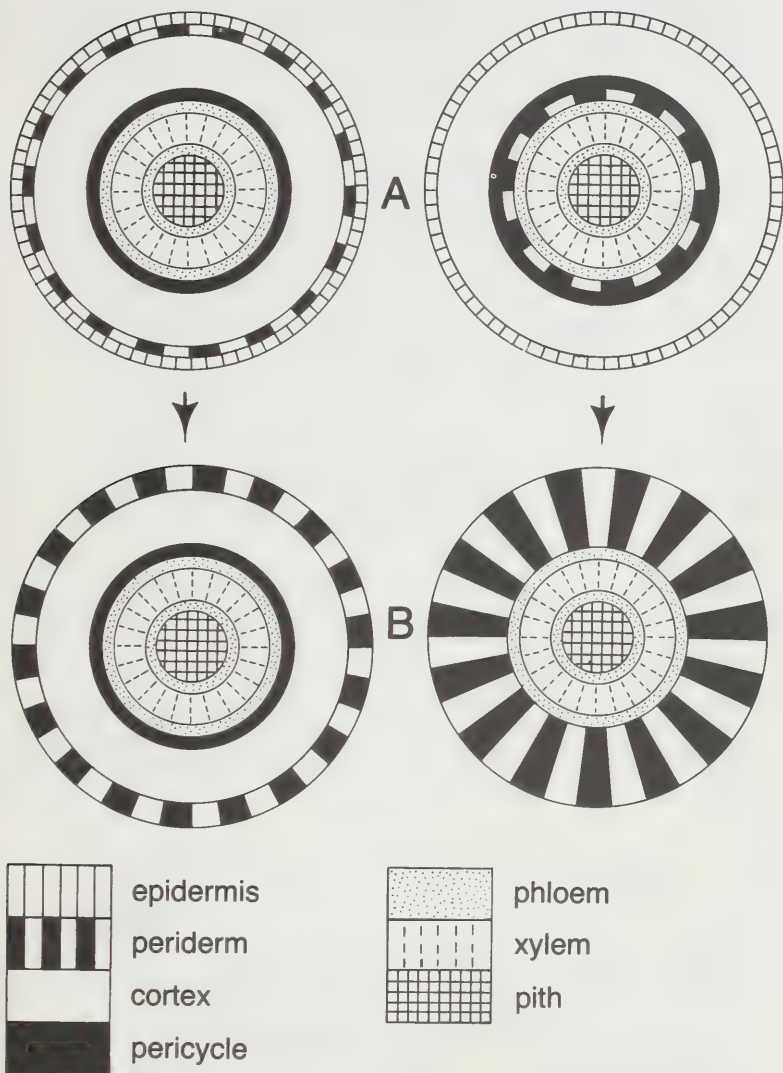 A
B
epidermis
periderm
cortex
pericycle
phloem
xylem
pith